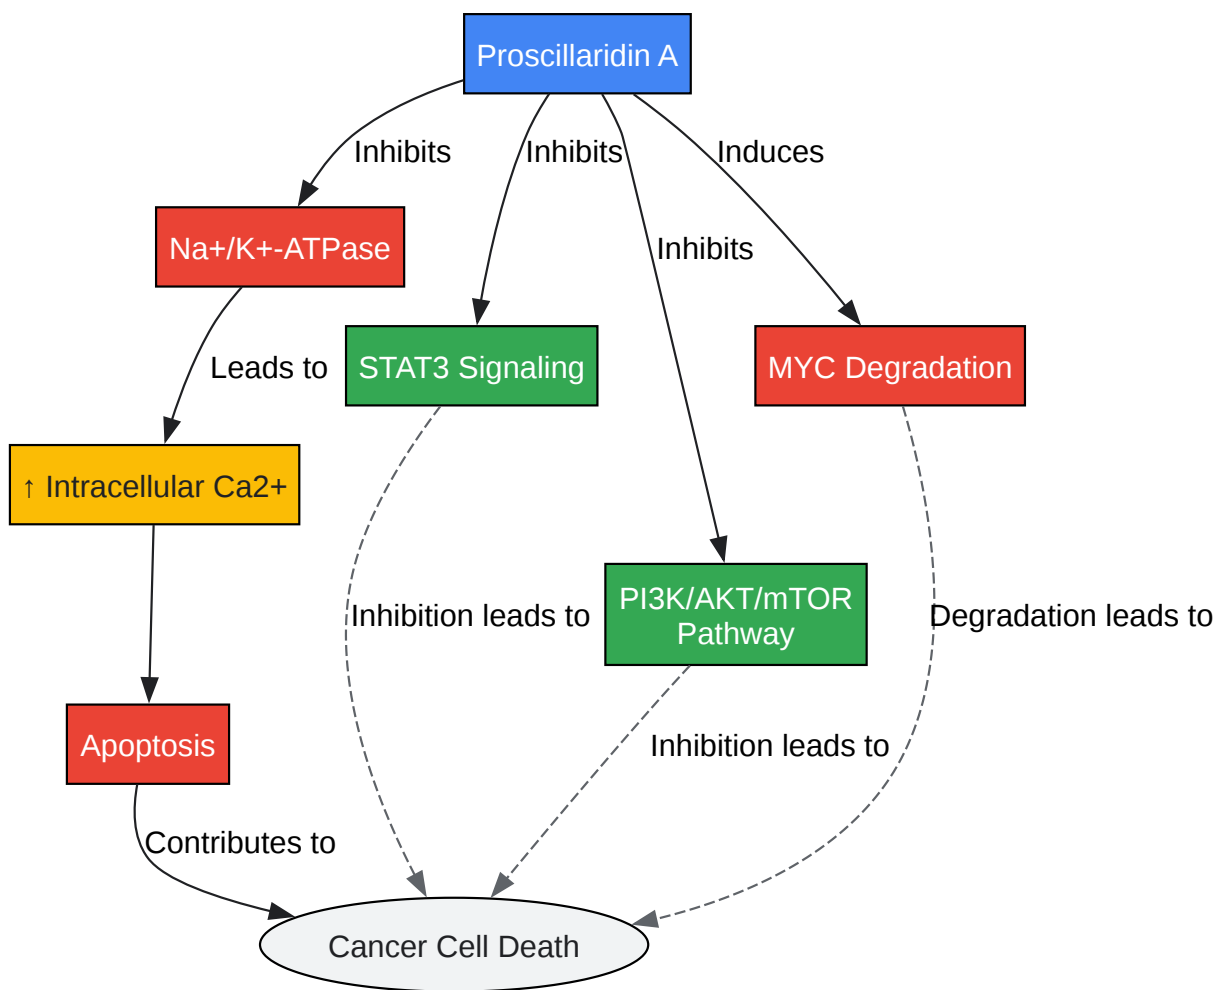 Proscillaridin A
Inhibits
Inhibits
Induces
Inhibits
Na+/K+-ATPase
Leads to
STAT3 Signaling
MYC Degradation
↑ Intracellular Ca2+
PI3K/AKT/mTOR
Pathway
Inhibition leads to
Degradation leads to
Apoptosis
Inhibition leads to
Contributes to
Cancer Cell Death